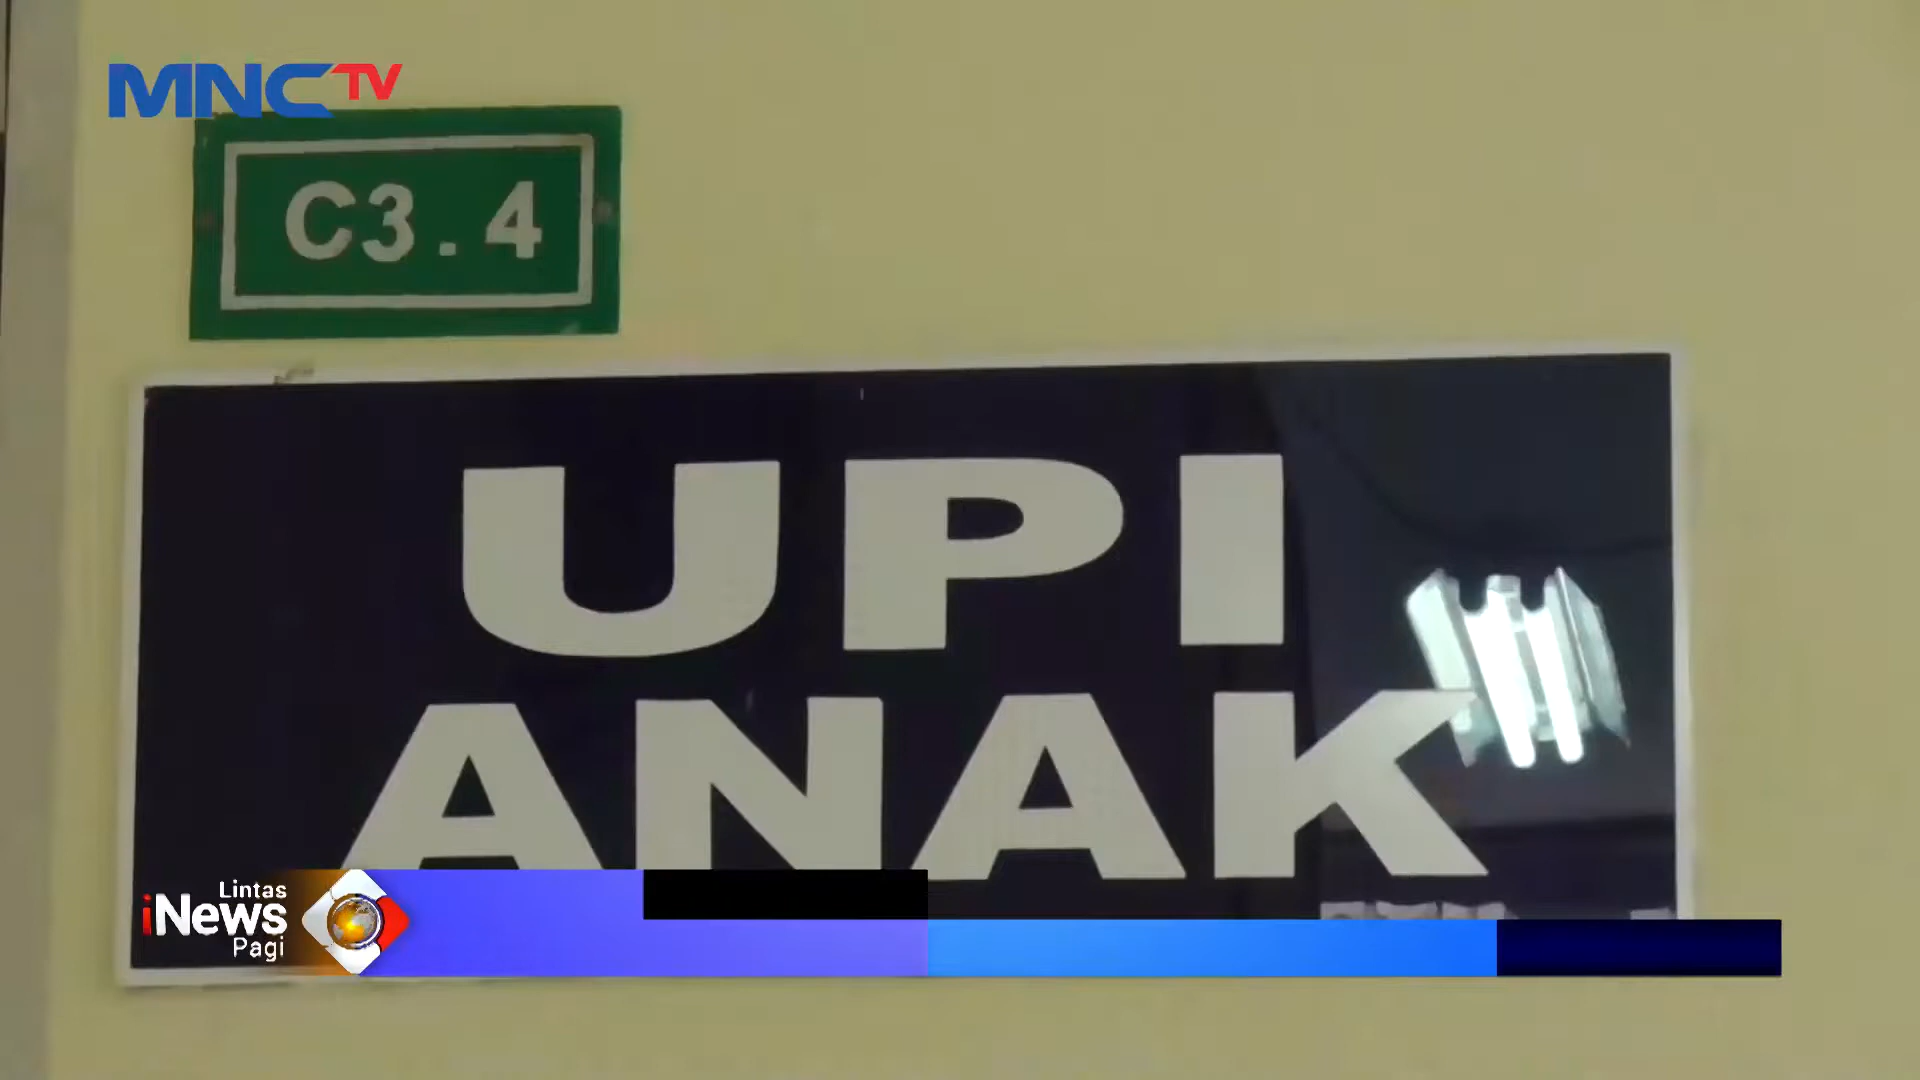 MNCTV
C3.4
UPI
ANAK
Lintas
iNews
Pagi